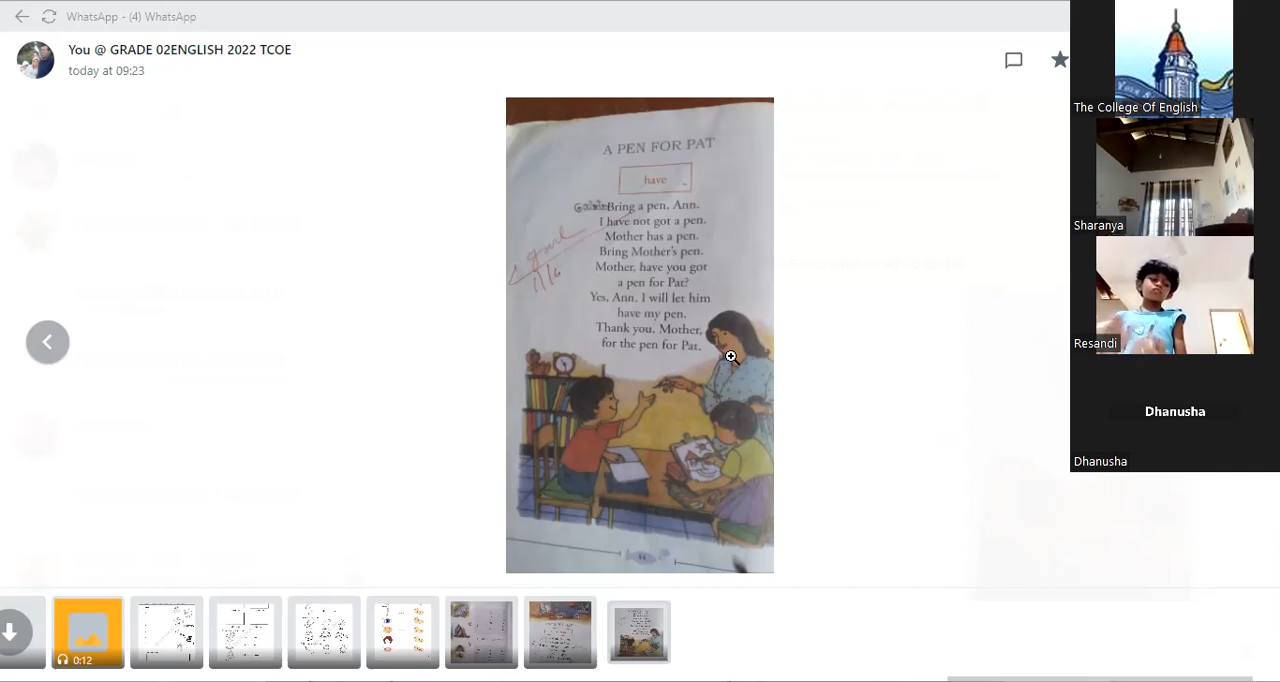 WhatsApp - (4) WhatsApp
You @ GRADE 02ENGLISH 2022 TCOE
today at 09:23
A PEN FOR PAT
have
Bring a pen, Ann.
I have not got a pen.
Mother has a pen.
Bring Mother's pen.
Mother, have you got
a pen for Pat?
Yes, Ann. I will let him
have my pen.
Thank you, Mother,
for the pen for Pat.
The College Of English
Sharanya
Resandi
Dhanusha
Dhanusha
0:12